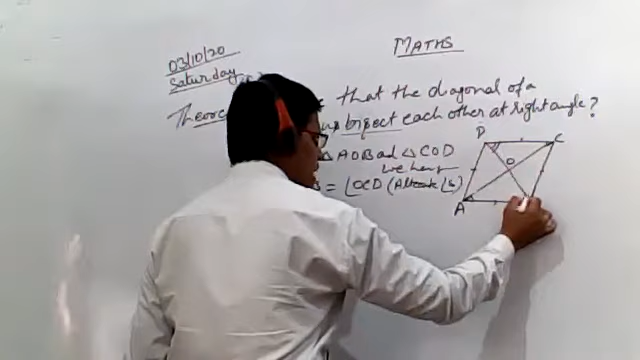 03/10/20
Saturday
MATHS
that the diagonal of a
bisect each other at right angle?
△ AOB and △ COD
we have
= ∠OCD (Alternate ∠s)
D
C
O
A